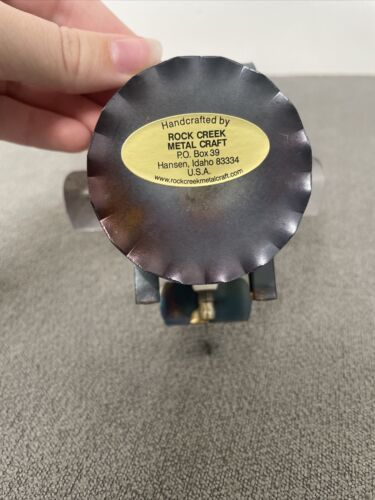 Handcrafted by
ROCK CREEK
METAL CRAFT
P.O. Box 39
Hansen, Idaho 83334
U.S.A.
www.rockcreekmetalcraft.com